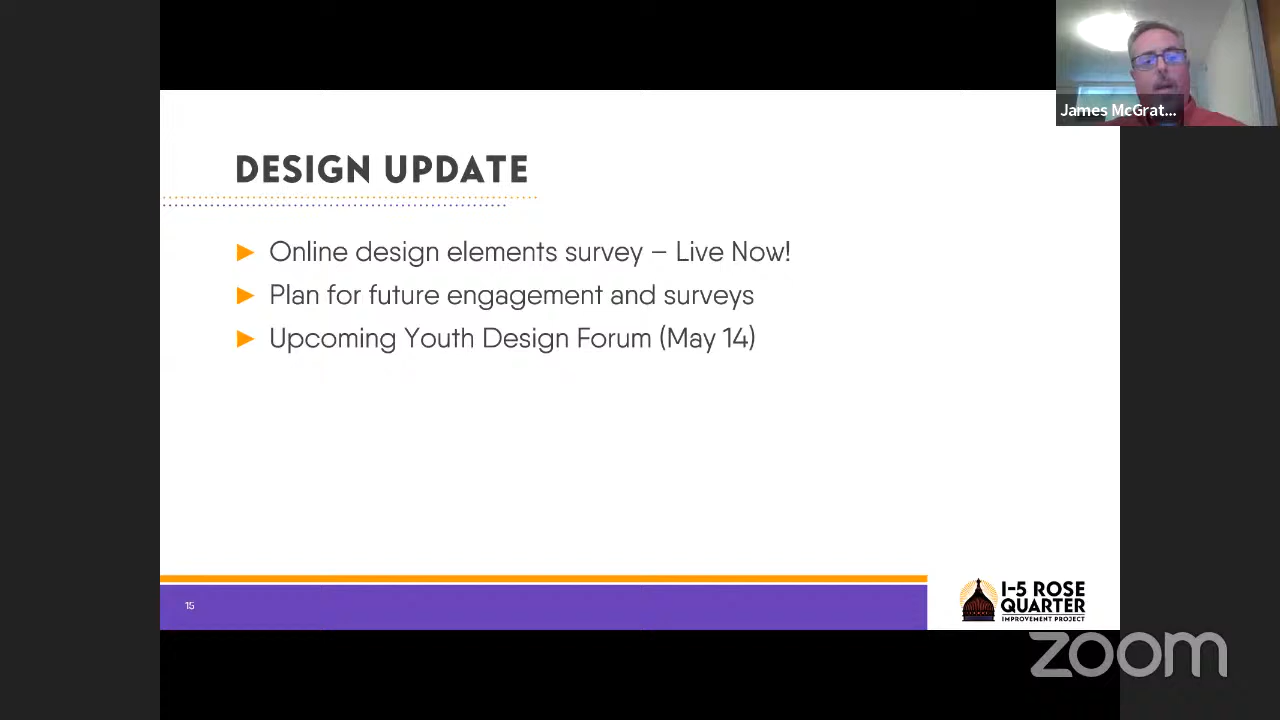 James McGrat...
DESIGN UPDATE
Online design elements survey – Live Now!
Plan for future engagement and surveys
Upcoming Youth Design Forum (May 14)
15
I-5 ROSE
QUARTER
IMPROVEMENT PROJECT
zoom